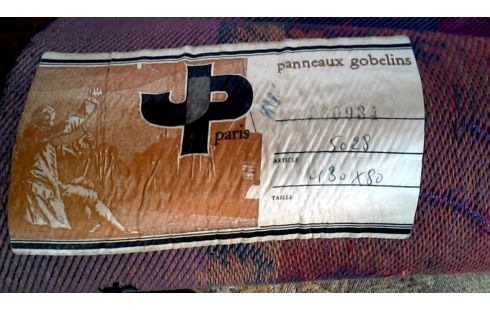 panneaux gobelins
JP
paris
5028
ARTICLE
130x80
TAILLE